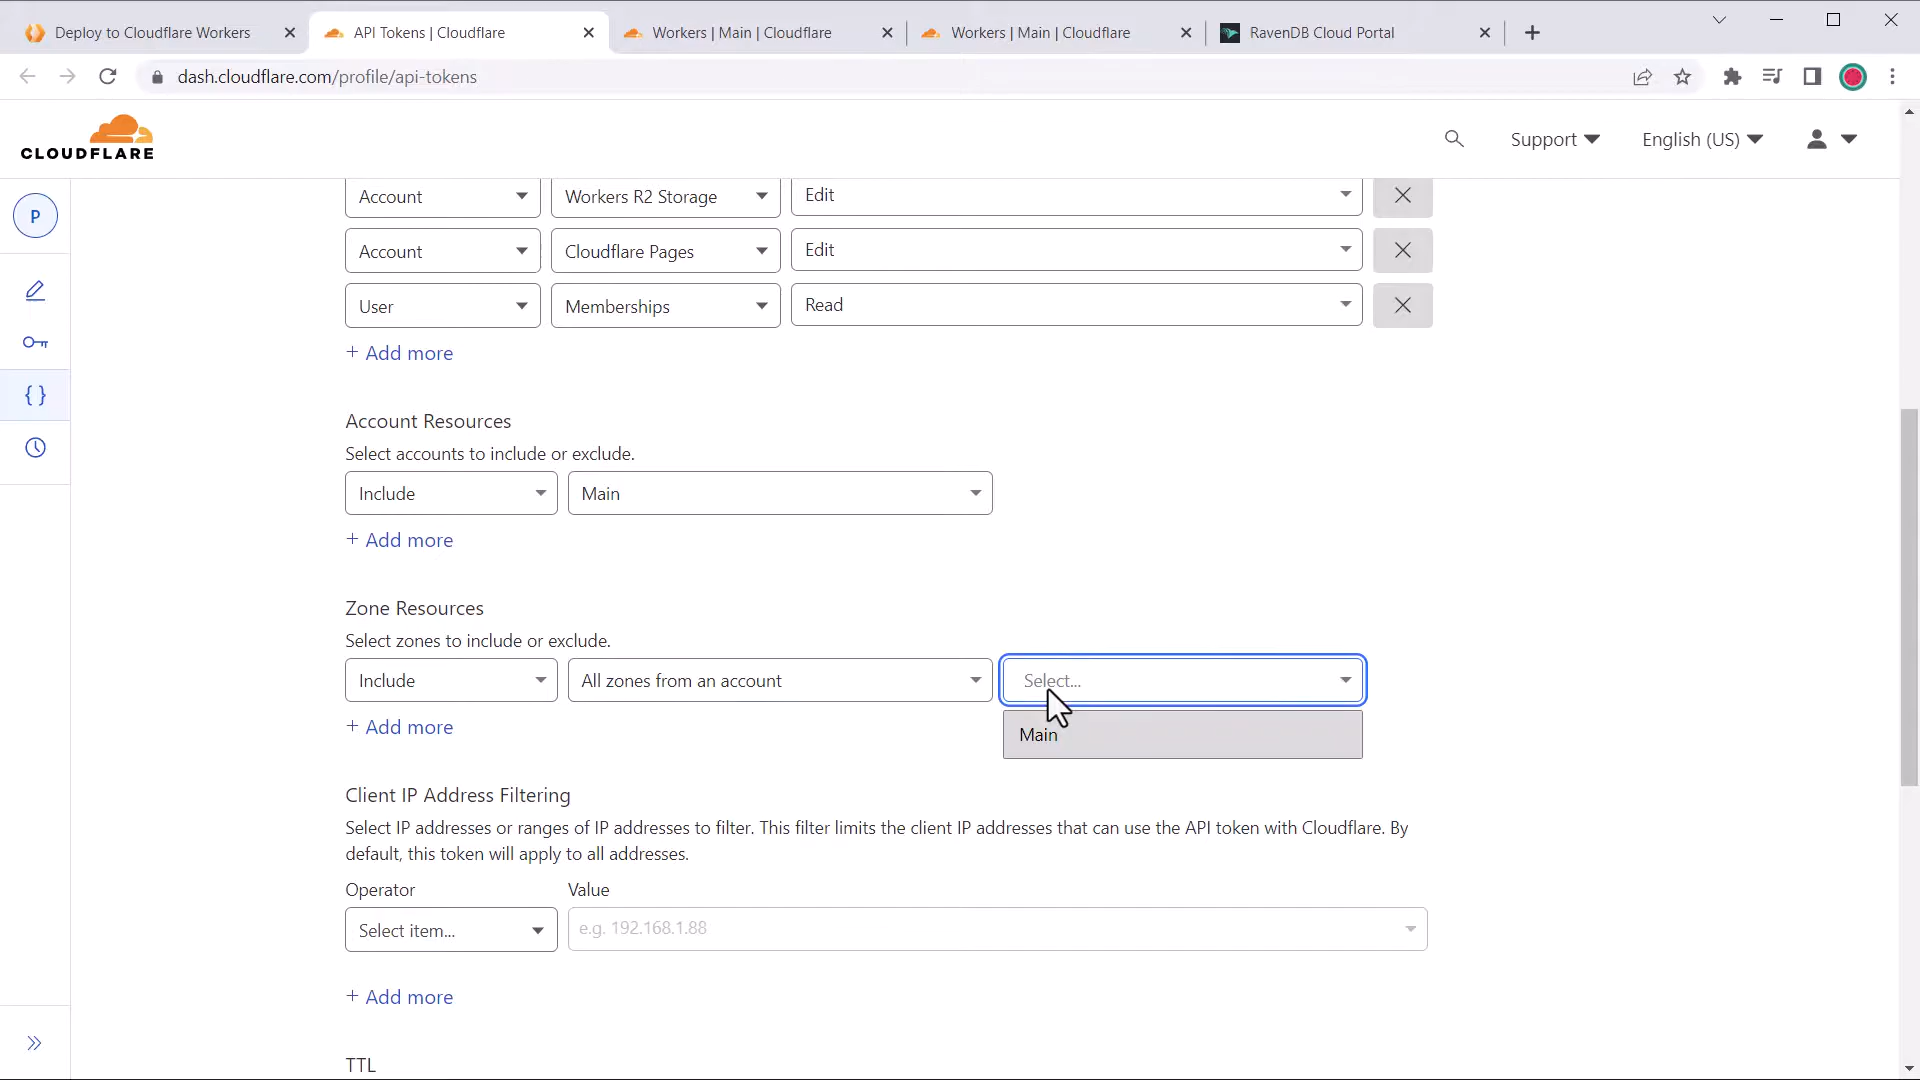 Deploy to Cloudflare Workers
API Tokens | Cloudflare
Workers | Main | Cloudflare
Workers | Main | Cloudflare
RavenDB Cloud Portal
dash.cloudflare.com/profile/api-tokens
CLOUDFLARE
Support
English (US)
P
Account
Workers R2 Storage
Edit
Account
Cloudflare Pages
Edit
User
Memberships
Read
+ Add more
Account Resources
Select accounts to include or exclude.
Include
Main
+ Add more
Zone Resources
Select zones to include or exclude.
Include
All zones from an account
Select...
Main
+ Add more
Client IP Address Filtering
Select IP addresses or ranges of IP addresses to filter. This filter limits the client IP addresses that can use the API token with Cloudflare. By
default, this token will apply to all addresses.
Operator
Value
Select item...
e.g. 192.168.1.88
+ Add more
TTL